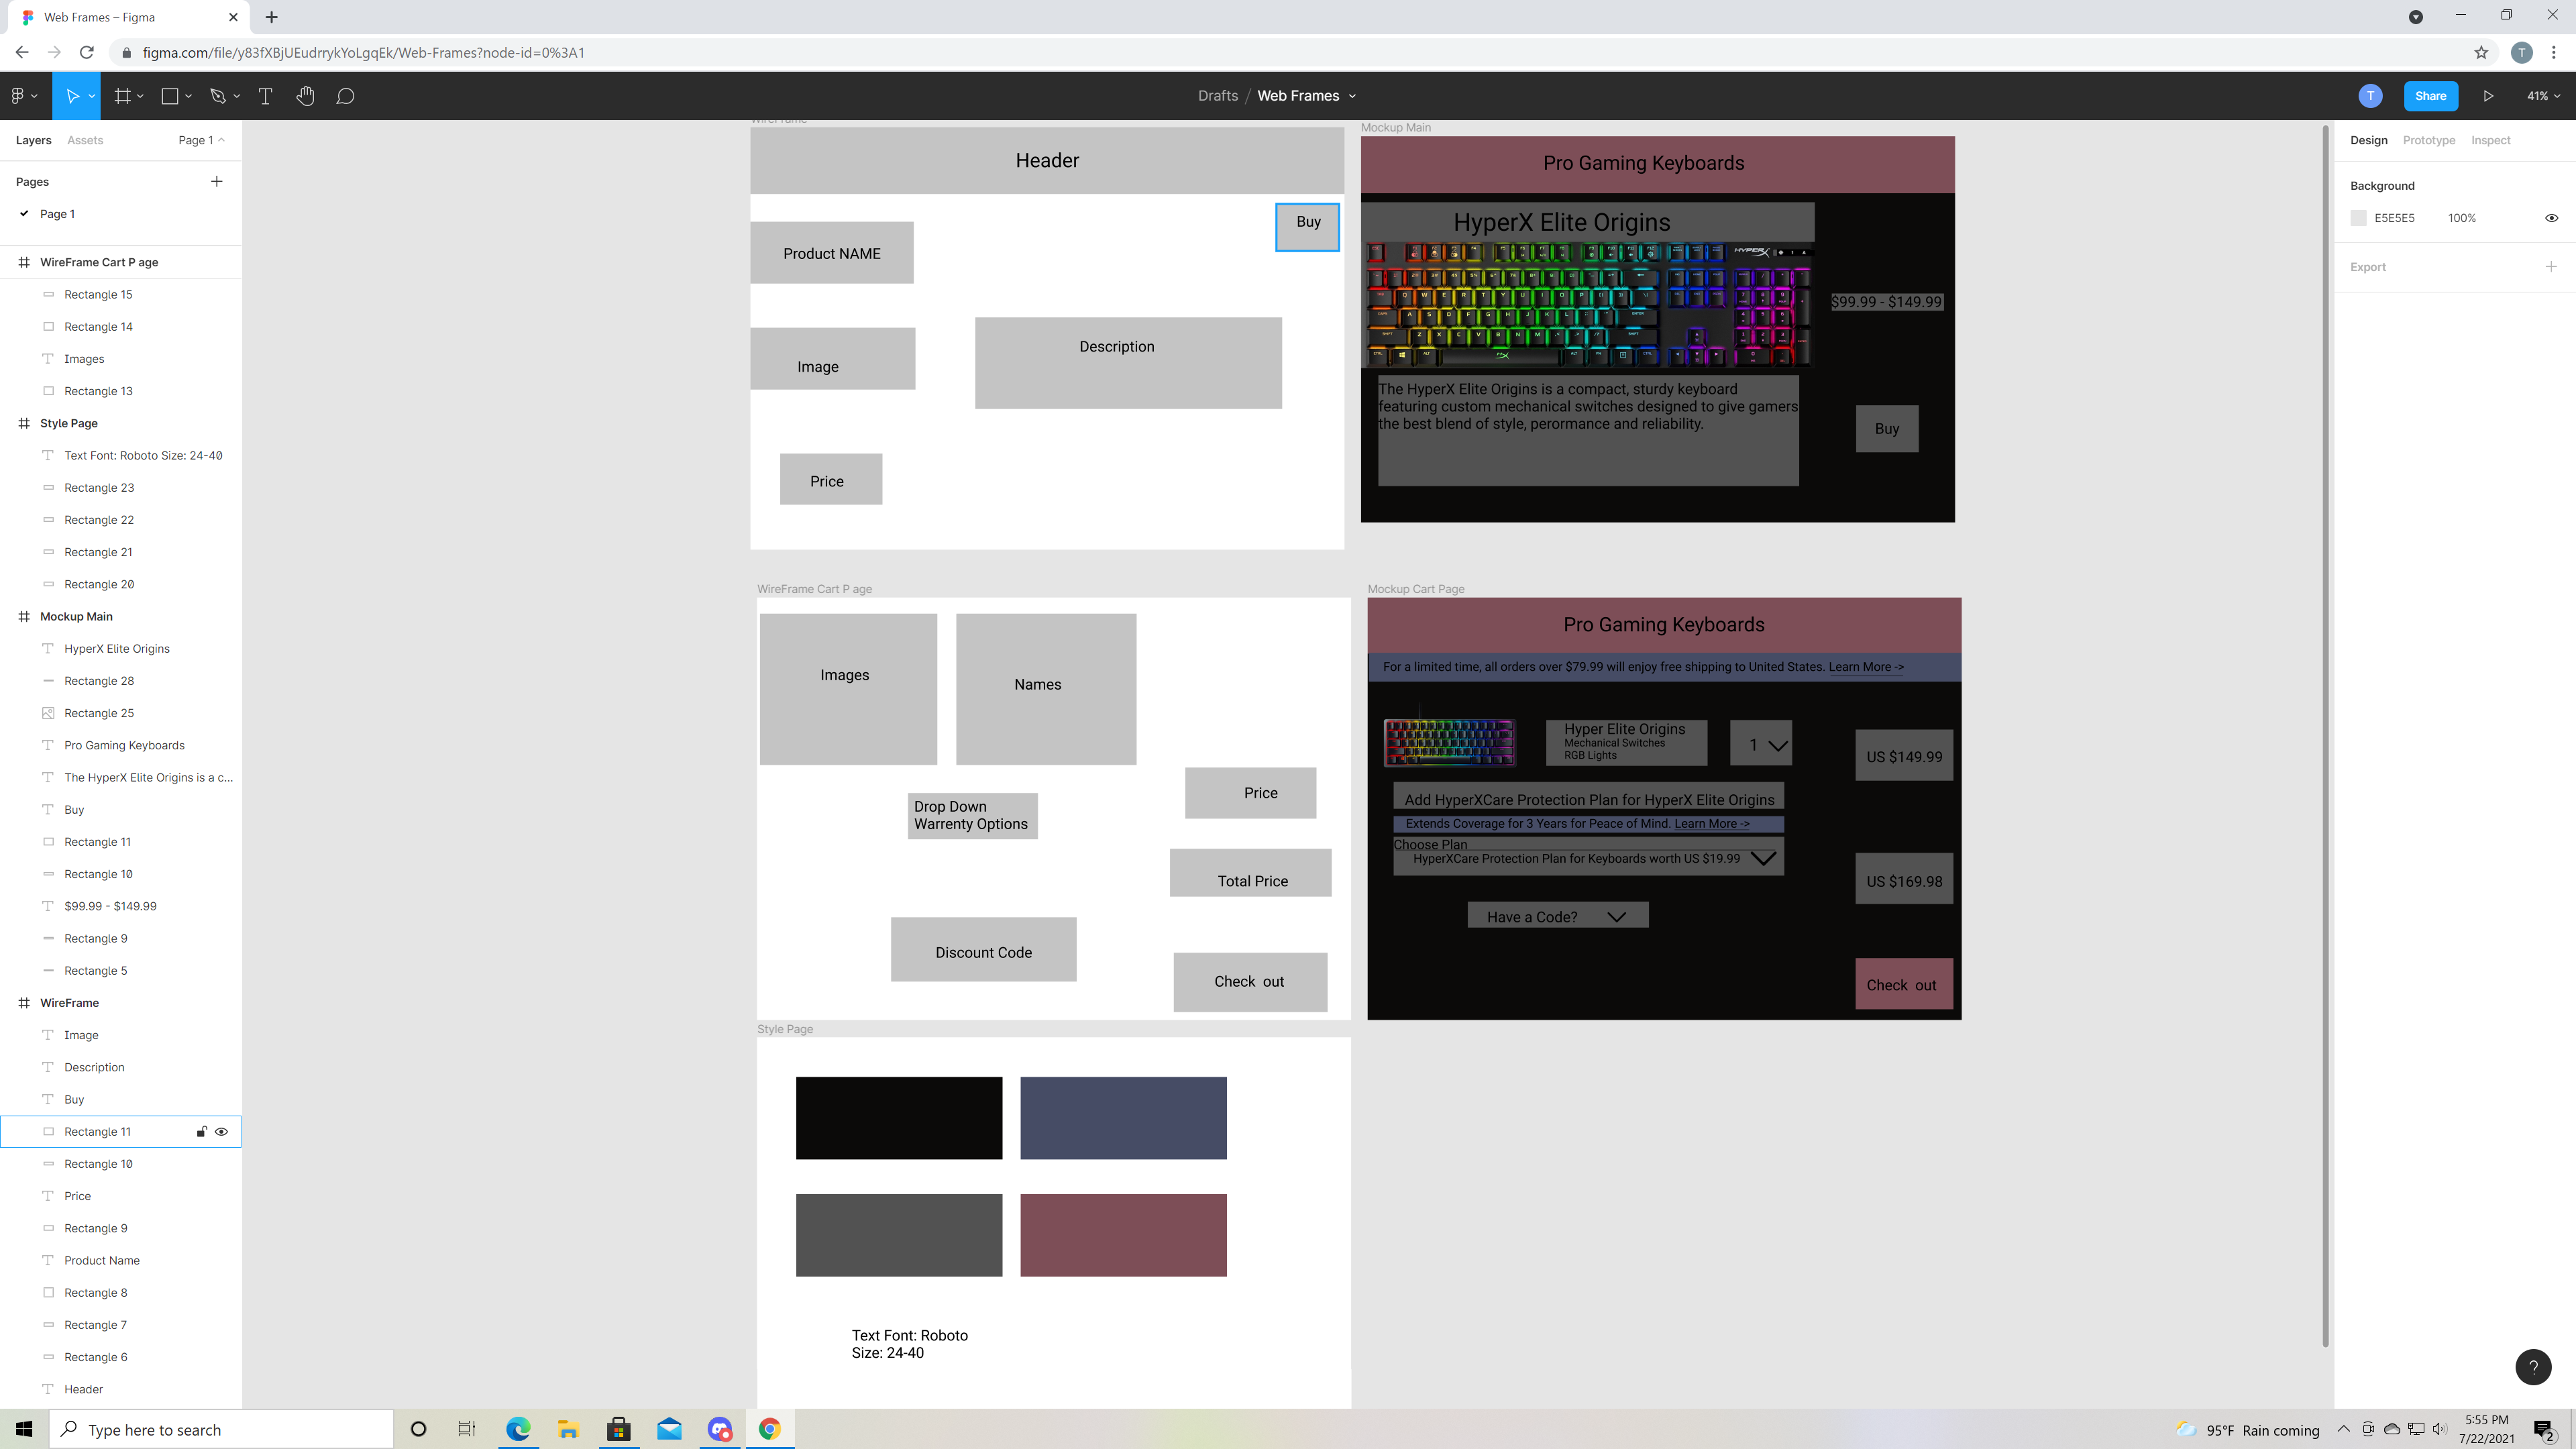 Web Frames – Figma
figma.com/file/y83fXBjUEudrrykYoLgqEk/Web-Frames?node-id=0%3A1
T
Drafts / Web Frames
T
Share
41%
Layers
Assets
Page 1
Pages
Page 1
WireFrame Cart P age
Rectangle 15
Rectangle 14
Images
Rectangle 13
Style Page
Text Font: Roboto Size: 24-40
Rectangle 23
Rectangle 22
Rectangle 21
Rectangle 20
Mockup Main
HyperX Elite Origins
Rectangle 28
Rectangle 25
Pro Gaming Keyboards
The HyperX Elite Origins is a c...
Buy
Rectangle 11
Rectangle 10
$99.99 - $149.99
Rectangle 9
Rectangle 5
WireFrame
Image
Description
Buy
Rectangle 11
Rectangle 10
Price
Rectangle 9
Product Name
Rectangle 8
Rectangle 7
Rectangle 6
Header
WireFrame
Header
Buy
Product NAME
Description
Image
Price
Mockup Main
Pro Gaming Keyboards
HyperX Elite Origins
HYPERX
$99.99 - $149.99
The HyperX Elite Origins is a compact, sturdy keyboard
featuring custom mechanical switches designed to give gamers
the best blend of style, perormance and reliability.
Buy
WireFrame Cart P age
Images
Names
Price
Drop Down
Warrenty Options
Total Price
Discount Code
Check out
Mockup Cart Page
Pro Gaming Keyboards
For a limited time, all orders over $79.99 will enjoy free shipping to United States. Learn More ->
Hyper Elite Origins
Mechanical Switches
RGB Lights
1
US $149.99
Add HyperXCare Protection Plan for HyperX Elite Origins
Extends Coverage for 3 Years for Peace of Mind. Learn More ->
Choose Plan
HyperXCare Protection Plan for Keyboards worth US $19.99
US $169.98
Have a Code?
Check out
Style Page
Text Font: Roboto
Size: 24-40
Design
Prototype
Inspect
Background
E5E5E5
100%
Export
?
Type here to search
95°F Rain coming
5:55 PM
7/22/2021
2